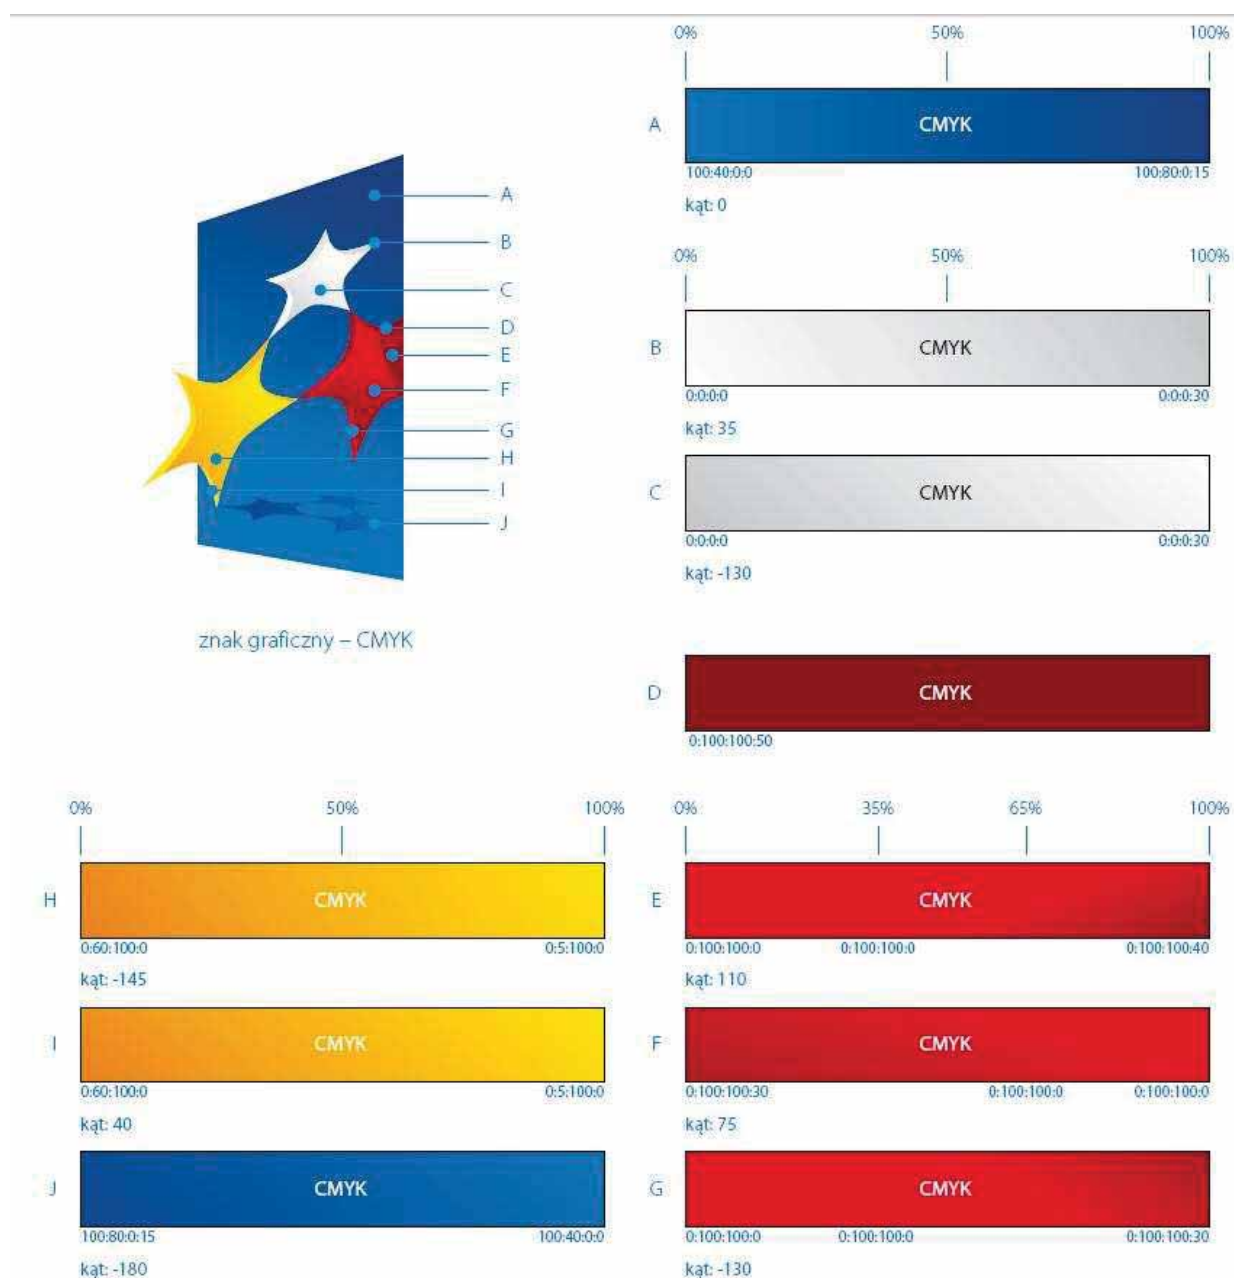 0% 50% 100%
A CMYK
100:40:0:0 100:80:0:15
kąt: 0
A
B
C
D
E
F
G
H
I
J
znak graficzny – CMYK
0% 50% 100%
B CMYK
0:0:0:0 0:0:0:30
kąt: 35
C CMYK
0:0:0:0 0:0:0:30
kąt: -130
D CMYK
0:100:100:50
0% 50% 100%
H CMYK
0:60:100:0 0:5:100:0
kąt: -145
I CMYK
0:60:100:0 0:5:100:0
kąt: 40
J CMYK
100:80:0:15 100:40:0:0
kąt: -180
0% 35% 65% 100%
E CMYK
0:100:100:0 0:100:100:0 0:100:100:40
kąt: 110
F CMYK
0:100:100:30 0:100:100:0 0:100:100:0
kąt: 75
G CMYK
0:100:100:0 0:100:100:0 0:100:100:30
kąt: -130